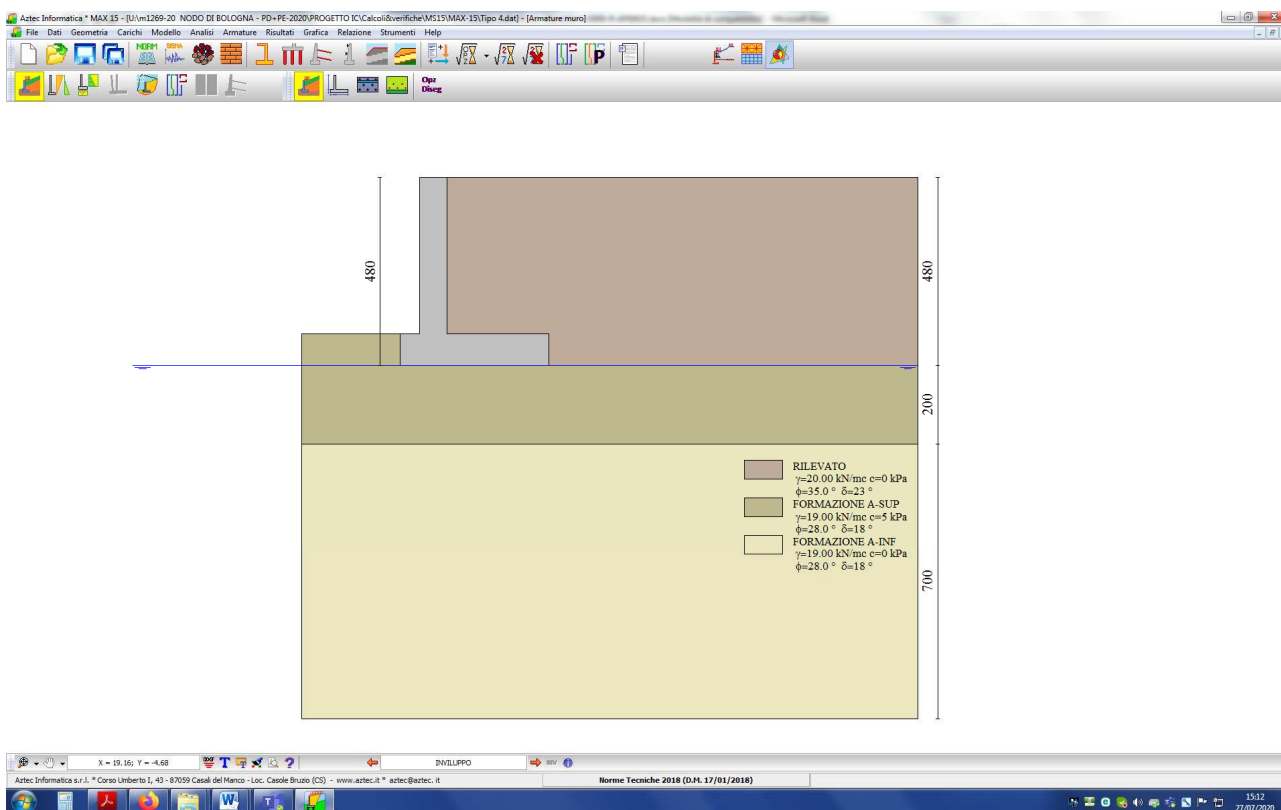 Aztec Informatica * MAX 15 - [U:\m1269-20 NODO DI BOLOGNA - PD+PE-2020\PROGETTO IC\Calcoli&verifiche\MS15\MAX-15\Tipo 4.dat] - [Armature muro]
File Dati Geometria Carichi Modello Analisi Armature Risultati Grafica Relazione Strumenti Help
NORM
Opz
Diseg
480
480
200
700
RILEVATO
γ=20.00 kN/mc c=0 kPa
ϕ=35.0 ° δ=23 °
FORMAZIONE A-SUP
γ=19.00 kN/mc c=5 kPa
ϕ=28.0 ° δ=18 °
FORMAZIONE A-INF
γ=19.00 kN/mc c=0 kPa
ϕ=28.0 ° δ=18 °
X = 19.16; Y = -4.68
INVILUPPO
INV
Aztec Informatica s.r.l. * Corso Umberto I, 43 - 87059 Casali del Manco - Loc. Casole Bruzio (CS) - www.aztec.it * aztec@aztec. it
Norme Tecniche 2018 (D.M. 17/01/2018)
15:12
27/07/2020